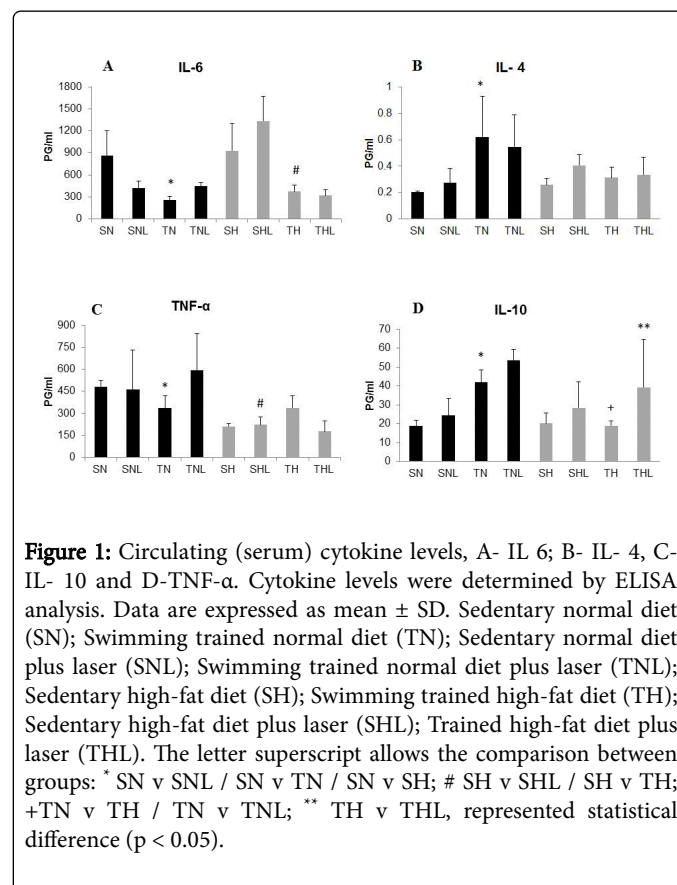 A
IL-6
1800
1500
1200
900
600
300
0
PG/ml
*
#
SN SNL TN TNL SH SHL TH THL
B
IL- 4
1
0.8
0.6
0.4
0.2
0
PG/ml
*
SN SNL TN TNL SH SHL TH THL
C
TNF-α
900
750
600
450
300
150
0
PG/ml
*
#
SN SNL TN TNL SH SHL TH THL
D
IL-10
70
60
50
40
30
20
10
0
PG/ml
*
+
**
SN SNL TN TNL SH SHL TH THL
Figure 1: Circulating (serum) cytokine levels, A- IL 6; B- IL- 4, C-
IL- 10 and D-TNF-α. Cytokine levels were determined by ELISA
analysis. Data are expressed as mean ± SD. Sedentary normal diet
(SN); Swimming trained normal diet (TN); Sedentary normal diet
plus laser (SNL); Swimming trained normal diet plus laser (TNL);
Sedentary high-fat diet (SH); Swimming trained high-fat diet (TH);
Sedentary high-fat diet plus laser (SHL); Trained high-fat diet plus
laser (THL). The letter superscript allows the comparison between
groups: * SN v SNL / SN v TN / SN v SH; # SH v SHL / SH v TH;
+TN v TH / TN v TNL; ** TH v THL, represented statistical
difference (p < 0.05).